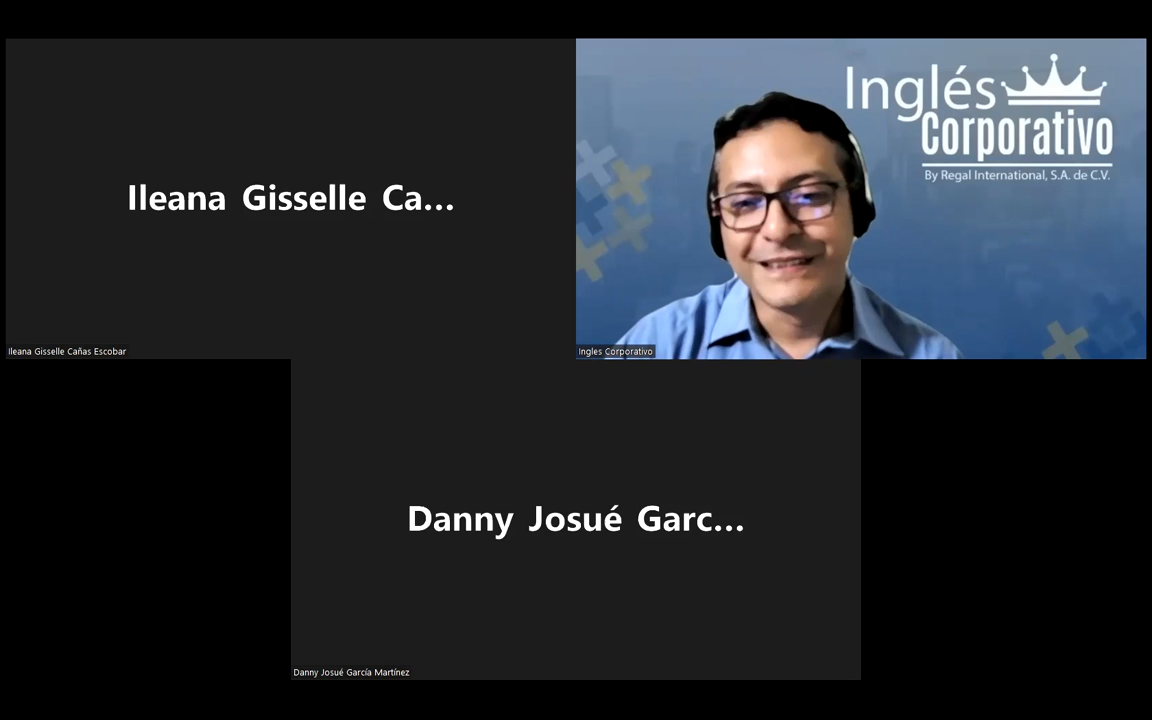 Ileana Gisselle Ca...
Ileana Gisselle Cañas Escobar
Inglés
Corporativo
By Regal International, S.A. de C.V.
Ingles Corporativo
Danny Josué Garc...
Danny Josué García Martínez